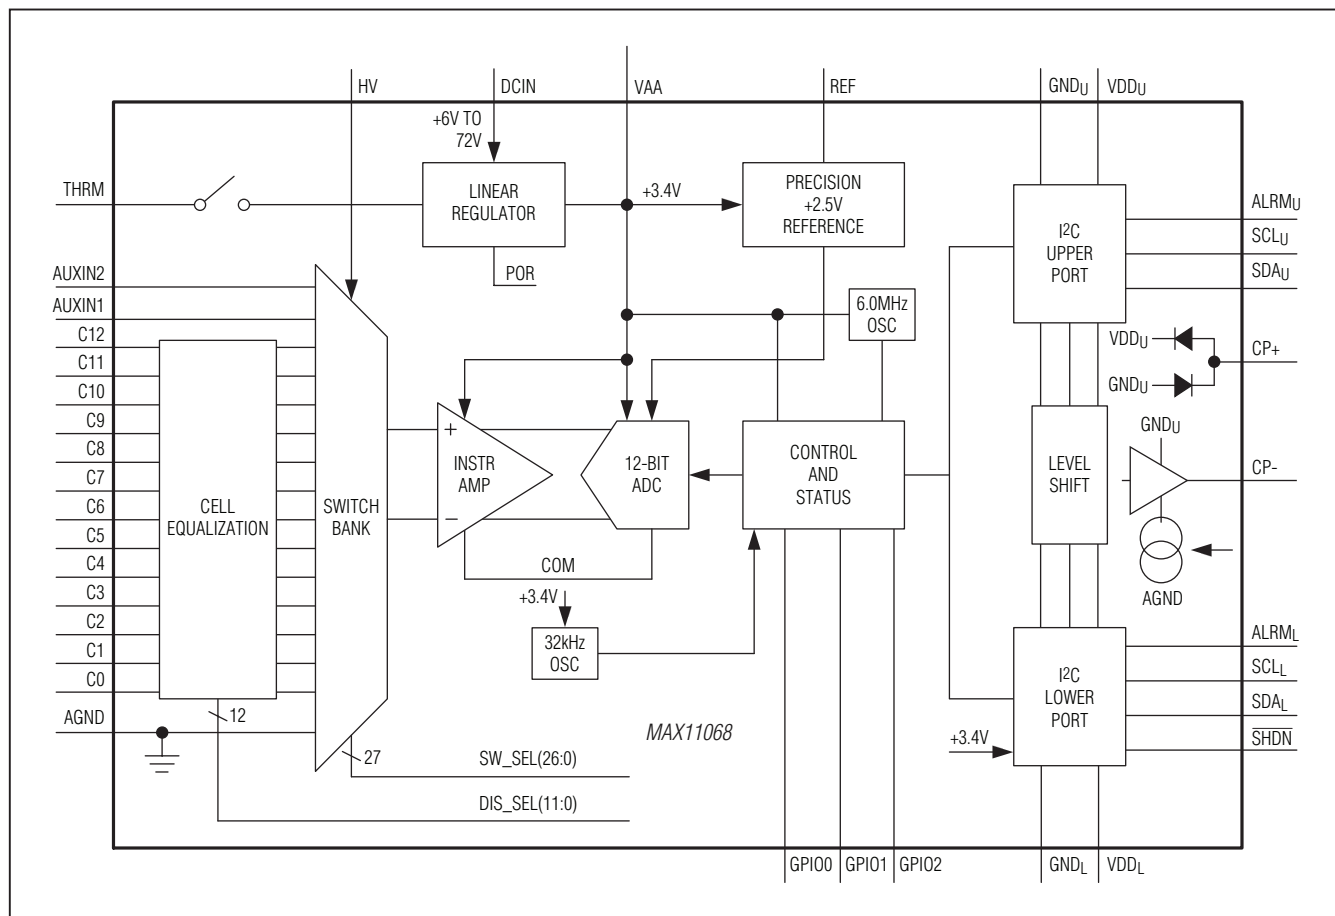 HV
DCIN
VAA
REF
GNDU
VDDU
+6V TO
72V
THRM
LINEAR
REGULATOR
+3.4V
PRECISION
+2.5V
REFERENCE
I2C
UPPER
PORT
ALRMU
SCLU
SDAU
POR
AUXIN2
AUXIN1
6.0MHz
OSC
C12
C11
C10
C9
C8
C7
C6
C5
C4
C3
C2
C1
C0
AGND
CELL
EQUALIZATION
SWITCH
BANK
+
INSTR
AMP
−
12-BIT
ADC
CONTROL
AND
STATUS
VDDU
GNDU
CP+
LEVEL
SHIFT
GNDU
CP-
AGND
COM
+3.4V
32kHz
OSC
I2C
LOWER
PORT
ALRML
SCLL
SDAL
SHDN
+3.4V
12
27
MAX11068
SW_SEL(26:0)
DIS_SEL(11:0)
GPIO0
GPIO1
GPIO2
GNDL
VDDL